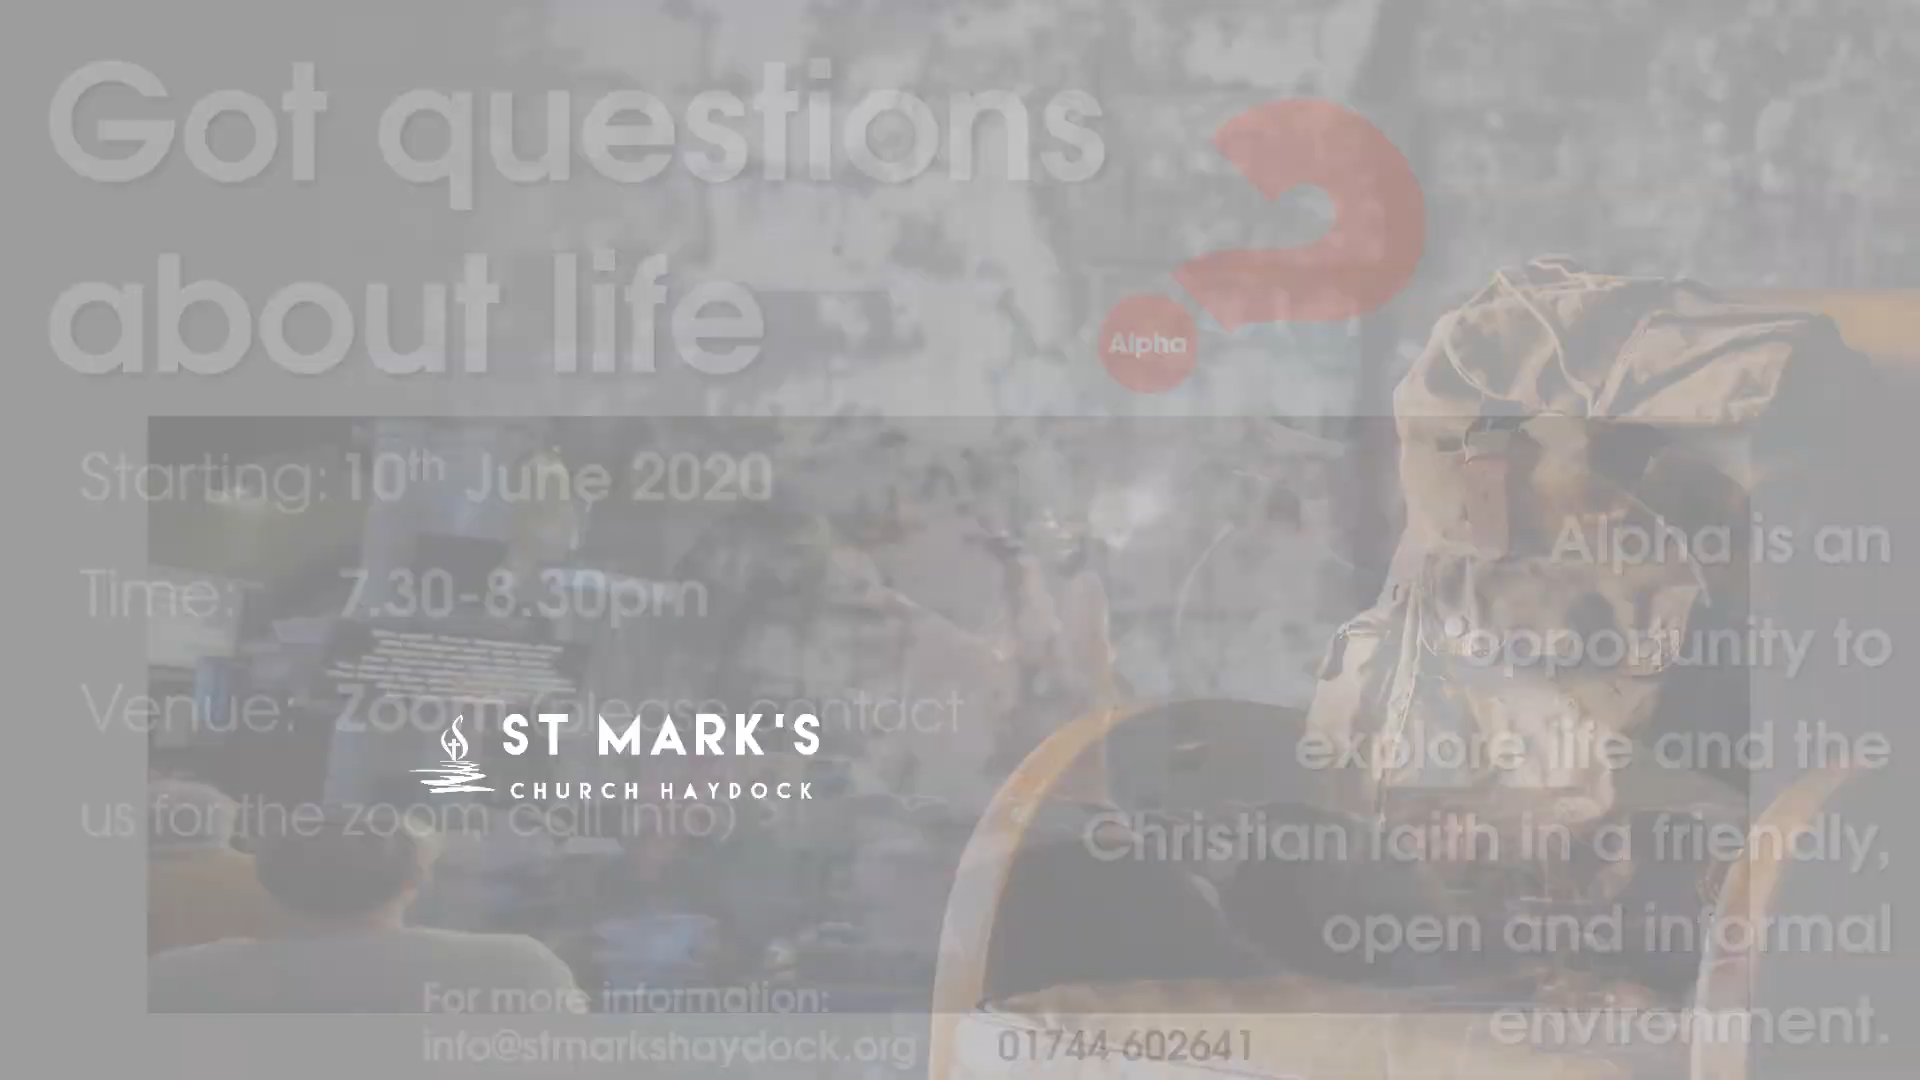 Got questions
about life
Alpha
Starting: 10th June 2020
Time: 7.30-8.30pm
Venue: Zoom (please contact
us for the zoom call info)
ST MARK'S
CHURCH HAYDOCK
Alpha is an
opportunity to
explore life and the
Christian faith in a friendly,
open and informal
environment.
For more information:
info@stmarkshaydock.org 01744 602641